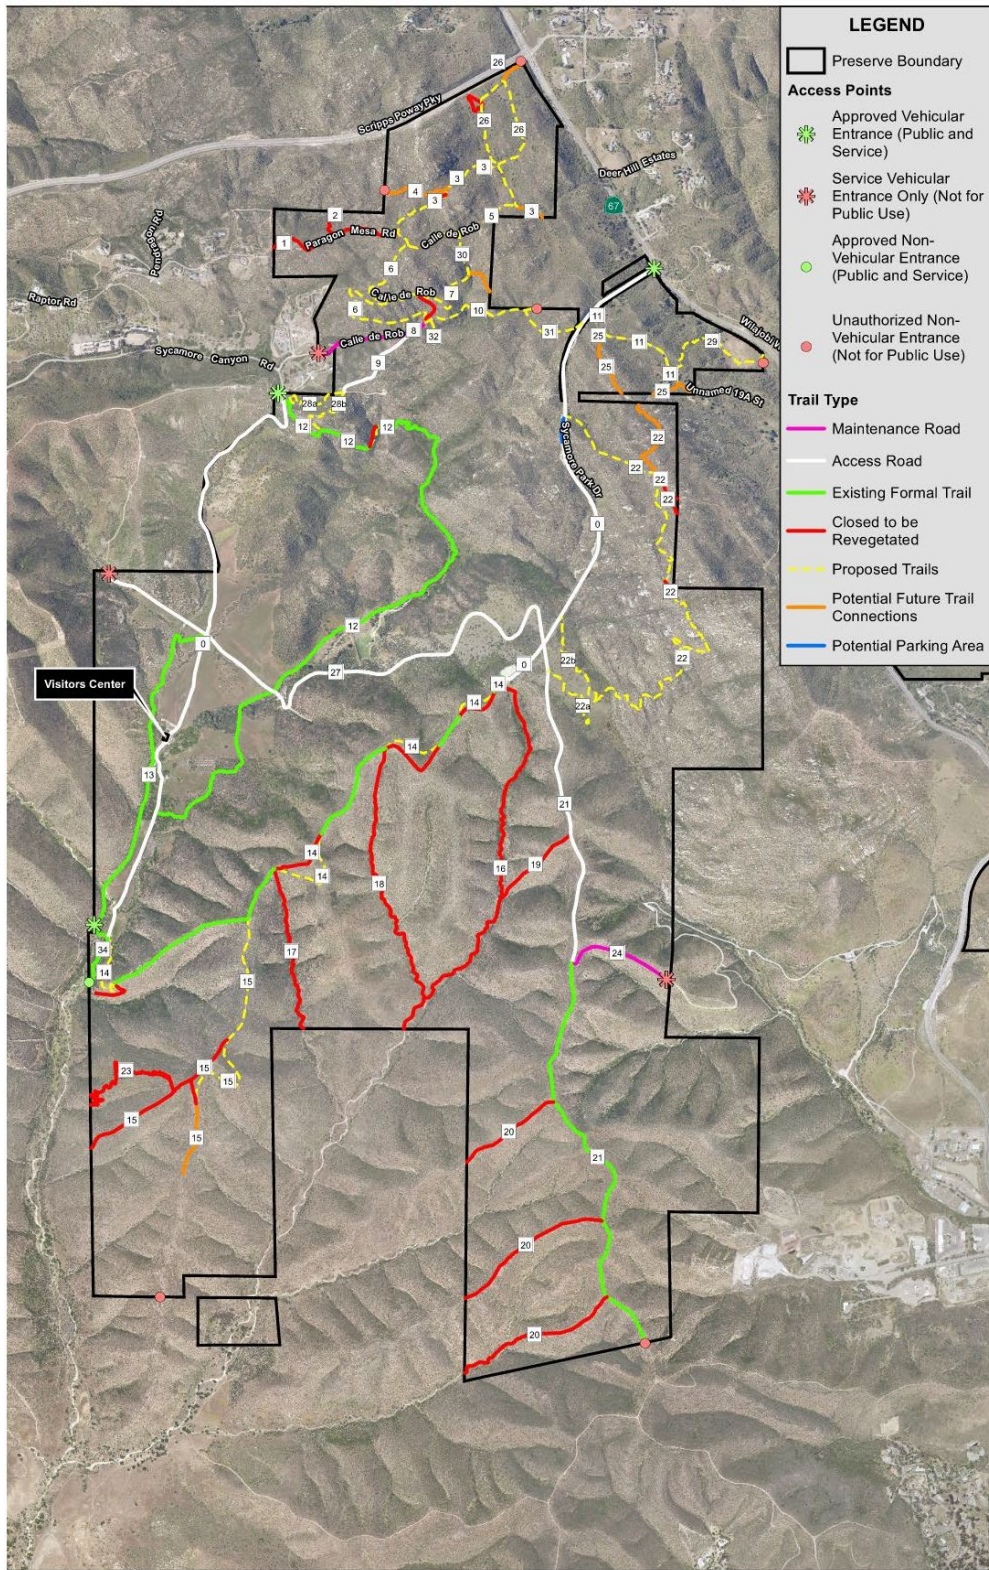 LEGEND
Preserve Boundary
Access Points
Approved Vehicular
Entrance (Public and
Service)
Service Vehicular
Entrance Only (Not for
Public Use)
Approved Non-
Vehicular Entrance
(Public and Service)
Unauthorized Non-
Vehicular Entrance
(Not for Public Use)
Trail Type
Maintenance Road
Access Road
Existing Formal Trail
Closed to be
Revegetated
Proposed Trails
Potential Future Trail
Connections
Potential Parking Area
26
Scripps Poway Pky
26
26
Deer Hill Estates
3
3
4
3
67
2
5
3
1
Paragon Mesa Rd
Calle de Rob
30
6
Raptor Rd
Calle de Rob
7
6
10
11
Wilajobi
8
32
31
Calle de Rob
25
11
29
Sycamore Canyon Rd
9
25
11
25
Unnamed 19A St
28a
28b
12
12
12
22
Sycamore Park Dr
22
22
22
0
22
12
0
27
0
22b
22
Visitors Center
14
14
22a
14
13
21
14
14
16
19
18
34
14
17
15
24
23
15
15
15
15
20
21
20
20